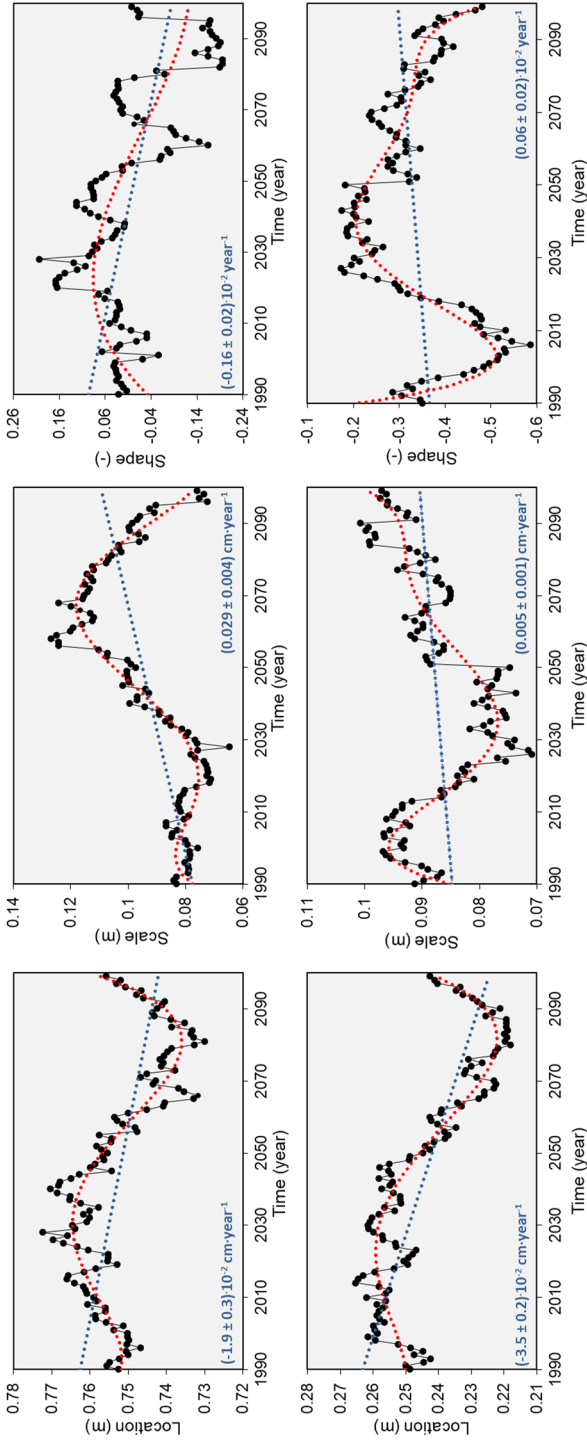 0.78
0.77
0.76
0.75
0.74
0.73
0.72
Location (m)
(-1.9 ± 0.3)·10⁻² cm·year⁻¹
1990 2010 2030 2050 2070 2090
Time (year)
0.14
0.12
0.1
0.08
0.06
Scale (m)
(0.029 ± 0.004) cm·year⁻¹
1990 2010 2030 2050 2070 2090
Time (year)
0.26
0.16
0.06
-0.04
-0.14
-0.24
Shape (-)
(-0.16 ± 0.02)·10⁻² year⁻¹
1990 2010 2030 2050 2070 2090
Time (year)
0.28
0.27
0.26
0.25
0.24
0.23
0.22
0.21
Location (m)
(-3.5 ± 0.2)·10⁻² cm·year⁻¹
1990 2010 2030 2050 2070 2090
Time (year)
0.11
0.1
0.09
0.08
0.07
Scale (m)
(0.005 ± 0.001) cm·year⁻¹
1990 2010 2030 2050 2070 2090
Time (year)
-0.1
-0.2
-0.3
-0.4
-0.5
-0.6
Shape (-)
(0.06 ± 0.02)·10⁻² year⁻¹
1990 2010 2030 2050 2070 2090
Time (year)